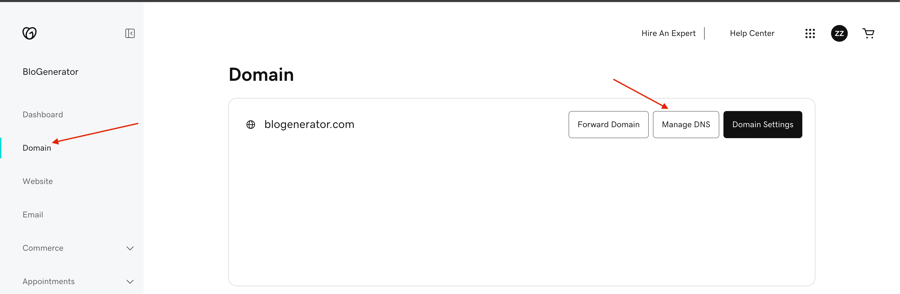 Hire An Expert
Help Center
ZZ
BloGenerator
Dashboard
Domain
Website
Email
Commerce
Appointments
Domain
blogenerator.com
Forward Domain
Manage DNS
Domain Settings